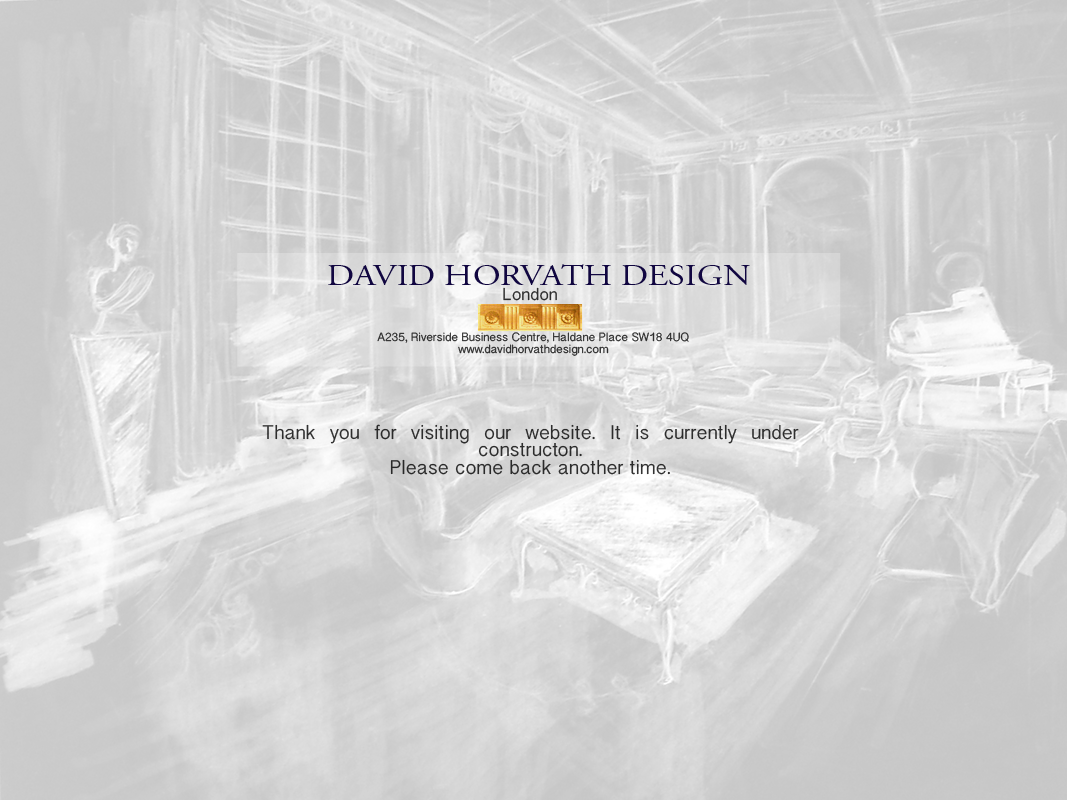 DAVID HORVATH DESIGN
London
A235, Riverside Business Centre, Haldane Place SW18 4UQ
www.davidhorvathdesign.com
Thank you for visiting our website. It is currently under
constructon.
Please come back another time.